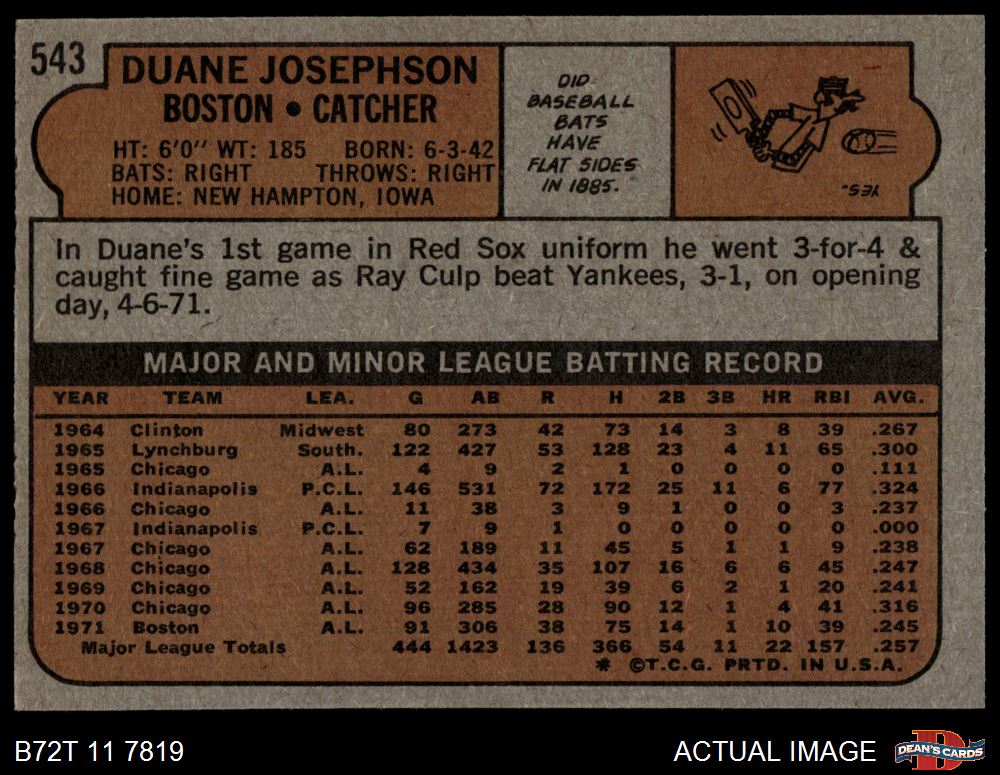 543
DUANE JOSEPHSON
BOSTON • CATCHER
HT: 6'0" WT: 185 BORN: 6-3-42
BATS: RIGHT THROWS: RIGHT
HOME: NEW HAMPTON, IOWA
DID
BASEBALL
BATS
HAVE
FLAT SIDES
IN 1885.
YES.
In Duane's 1st game in Red Sox uniform he went 3-for-4 &
caught fine game as Ray Culp beat Yankees, 3-1, on opening
day, 4-6-71.
MAJOR AND MINOR LEAGUE BATTING RECORD
YEAR TEAM LEA. G AB R H 2B 3B HR RBI AVG.
1964 Clinton Midwest 80 273 42 73 14 3 8 39 .267
1965 Lynchburg South. 122 427 53 128 23 4 11 65 .300
1965 Chicago A.L. 4 9 2 1 0 0 0 0 .111
1966 Indianapolis P.C.L. 146 531 72 172 25 11 6 77 .324
1966 Chicago A.L. 11 38 3 9 1 0 0 3 .237
1967 Indianapolis P.C.L. 7 9 1 0 0 0 0 0 .000
1967 Chicago A.L. 62 189 11 45 5 1 1 9 .238
1968 Chicago A.L. 128 434 35 107 16 6 6 45 .247
1969 Chicago A.L. 52 162 19 39 6 2 1 20 .241
1970 Chicago A.L. 96 285 28 90 12 1 4 41 .316
1971 Boston A.L. 91 306 38 75 14 1 10 39 .245
Major League Totals 444 1423 136 366 54 11 22 157 .257
* ©T.C.G. PRTD. IN U.S.A.
B72T 11 7819
ACTUAL IMAGE
D
DEAN'S CARDS